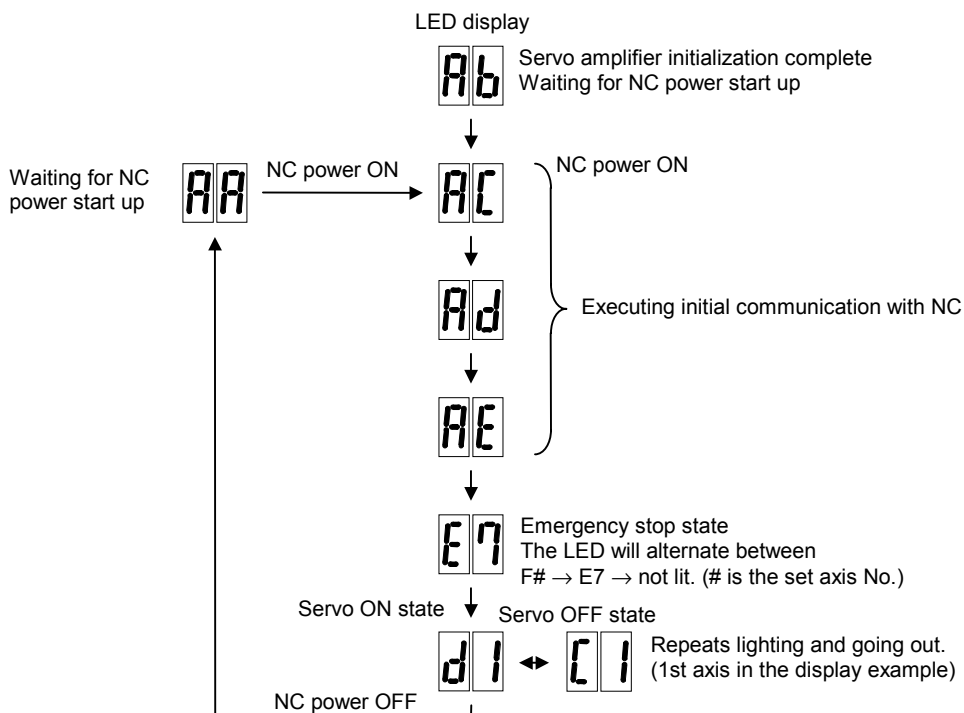 LED display
Ab
Servo amplifier initialization complete
Waiting for NC power start up
Waiting for NC
power start up
AA
NC power ON
AC
NC power ON
Ad
Executing initial communication with NC
AE
E7
Emergency stop state
The LED will alternate between
F# → E7 → not lit. (# is the set axis No.)
Servo ON state
Servo OFF state
d1
C1
Repeats lighting and going out.
(1st axis in the display example)
NC power OFF